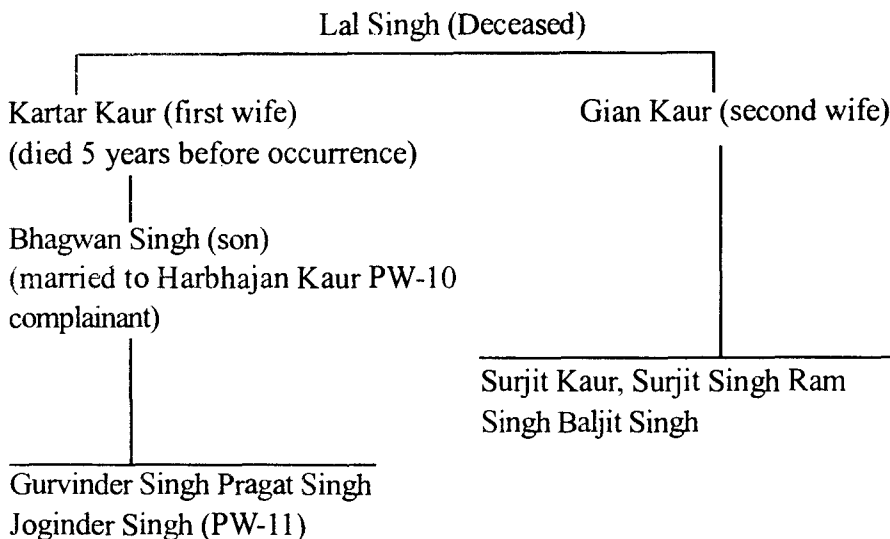 Lal Singh (Deceased)
Kartar Kaur (first wife)
(died 5 years before occurrence)
Gian Kaur (second wife)
Bhagwan Singh (son)
(married to Harbhajan Kaur PW-10
complainant)
Surjit Kaur, Surjit Singh Ram
Singh Baljit Singh
Gurvinder Singh Pragat Singh
Joginder Singh (PW-11)